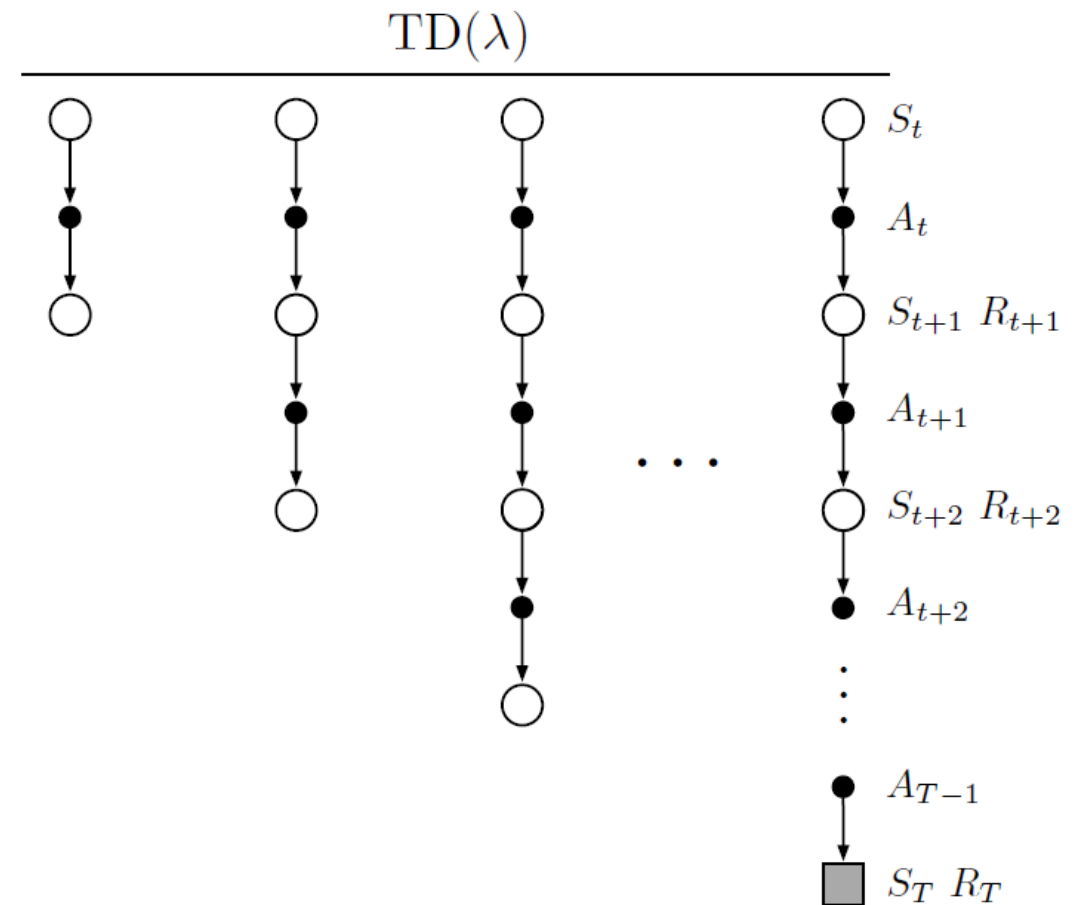 TD(λ)
S_t
A_t
S_{t+1} R_{t+1}
A_{t+1}
. . .
S_{t+2} R_{t+2}
A_{t+2}
A_{T−1}
S_T R_T